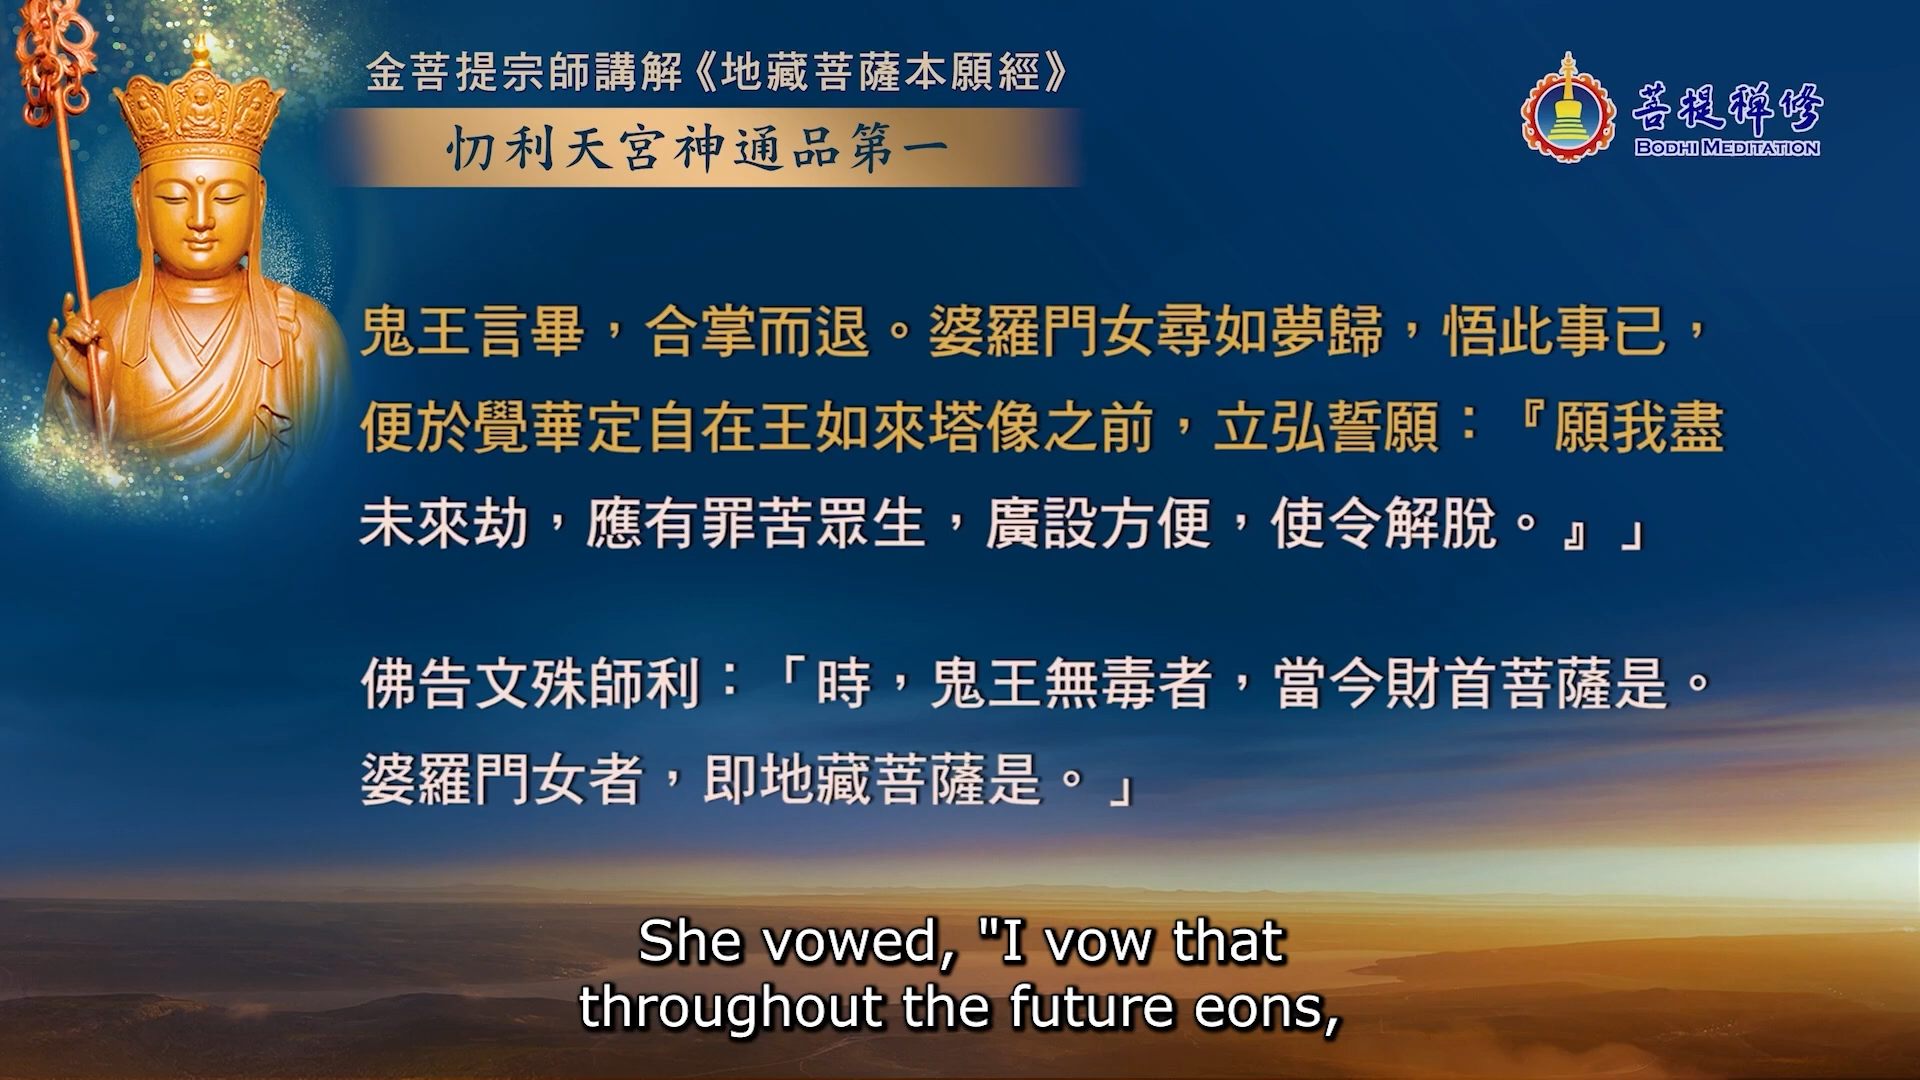 金菩提宗師講解《地藏菩薩本願經》
忉利天宮神通品第一
菩提禪修
BODHI MEDITATION
鬼王言畢，合掌而退。婆羅門女尋如夢歸，悟此事已，
便於覺華定自在王如來塔像之前，立弘誓願：『願我盡
未來劫，應有罪苦眾生，廣設方便，使令解脫。』」
佛告文殊師利：「時，鬼王無毒者，當今財首菩薩是。
婆羅門女者，即地藏菩薩是。」
She vowed, "I vow that
throughout the future eons,